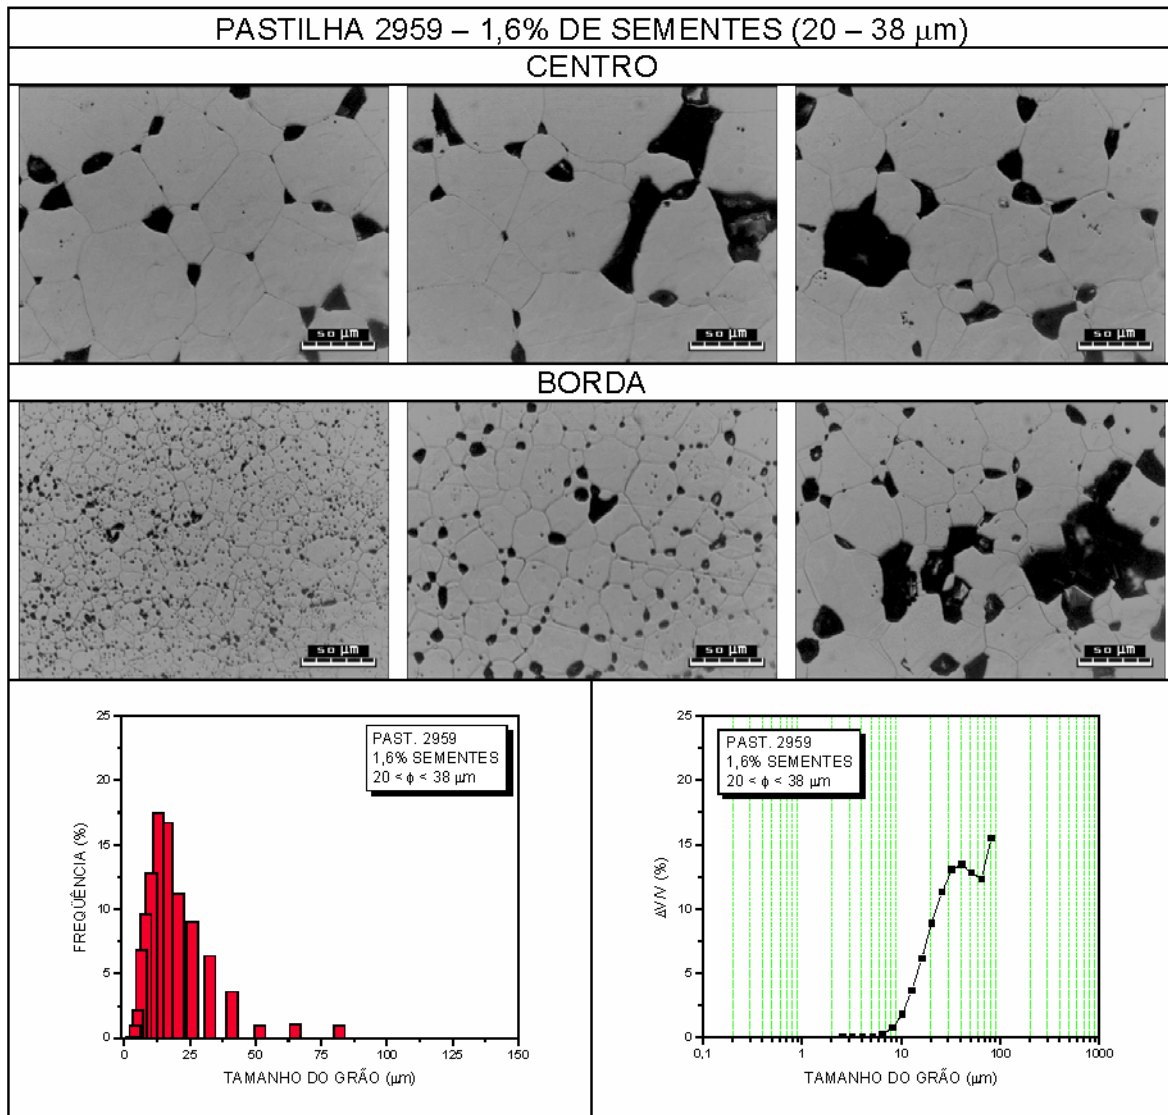 PASTILHA 2959 – 1,6% DE SEMENTES (20 – 38 μm)
CENTRO
50 μm
50 μm
50 μm
BORDA
50 μm
50 μm
50 μm
PAST. 2959
1,6% SEMENTES
20 < ϕ < 38 μm
FREQÜÊNCIA (%)
25
20
15
10
5
0
0 25 50 75 100 125 150
TAMANHO DO GRÃO (μm)
PAST. 2959
1,6% SEMENTES
20 < ϕ < 38 μm
ΔV/V (%)
25
20
15
10
5
0
0,1 1 10 100 1000
TAMANHO DO GRÃO (μm)